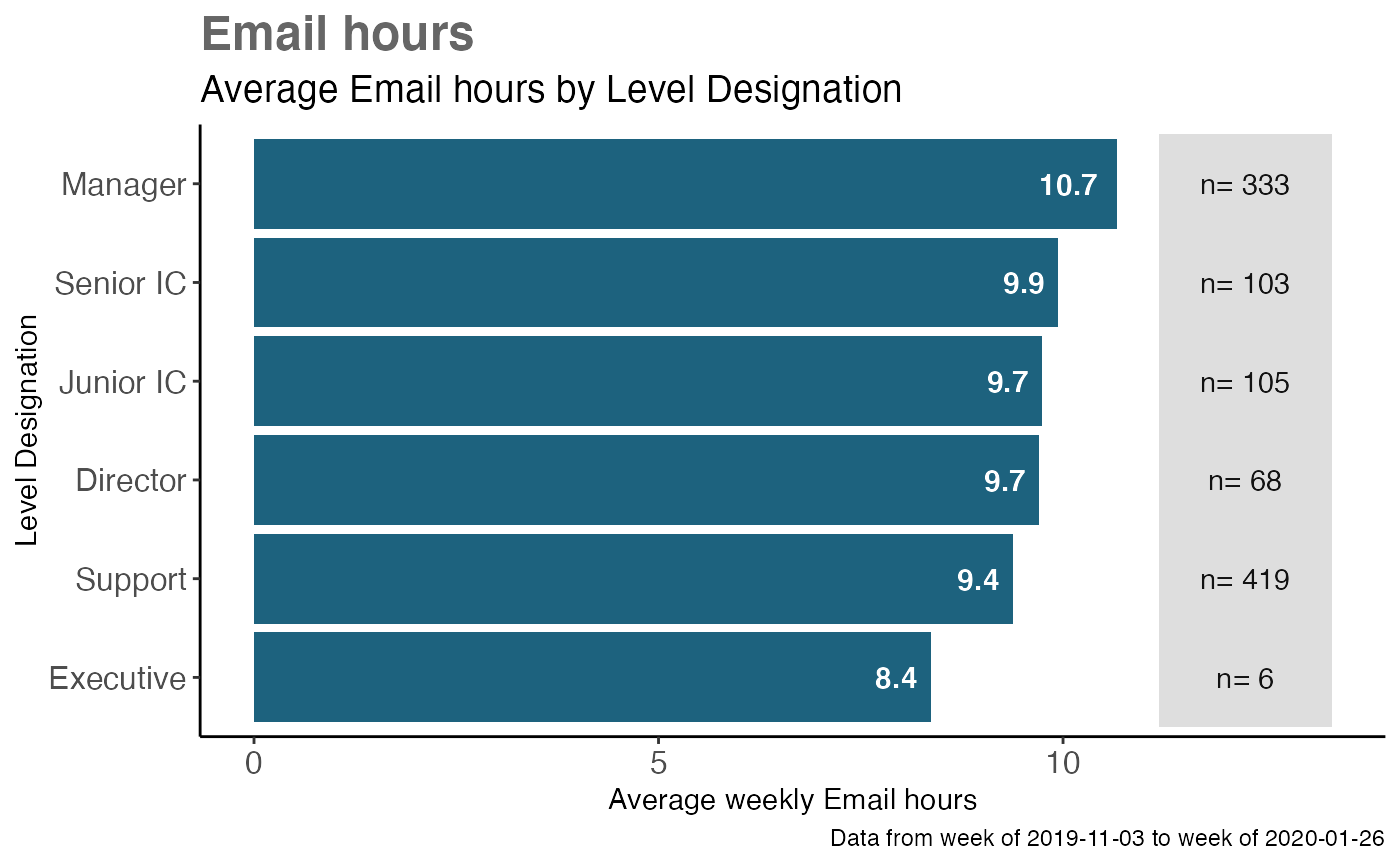 Email hours
Average Email hours by Level Designation
Level Designation
Manager 10.7 n= 333
Senior IC 9.9 n= 103
Junior IC 9.7 n= 105
Director 9.7 n= 68
Support 9.4 n= 419
Executive 8.4 n= 6
0 5 10
Average weekly Email hours
Data from week of 2019-11-03 to week of 2020-01-26